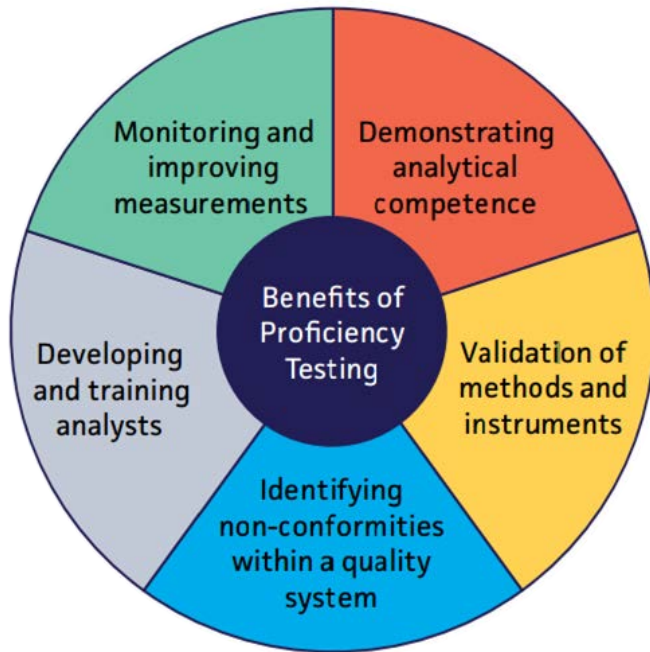 Benefits of
Proficiency
Testing
Demonstrating
analytical
competence
Validation of
methods and
instruments
Identifying
non-conformities
within a quality
system
Developing
and training
analysts
Monitoring and
improving
measurements